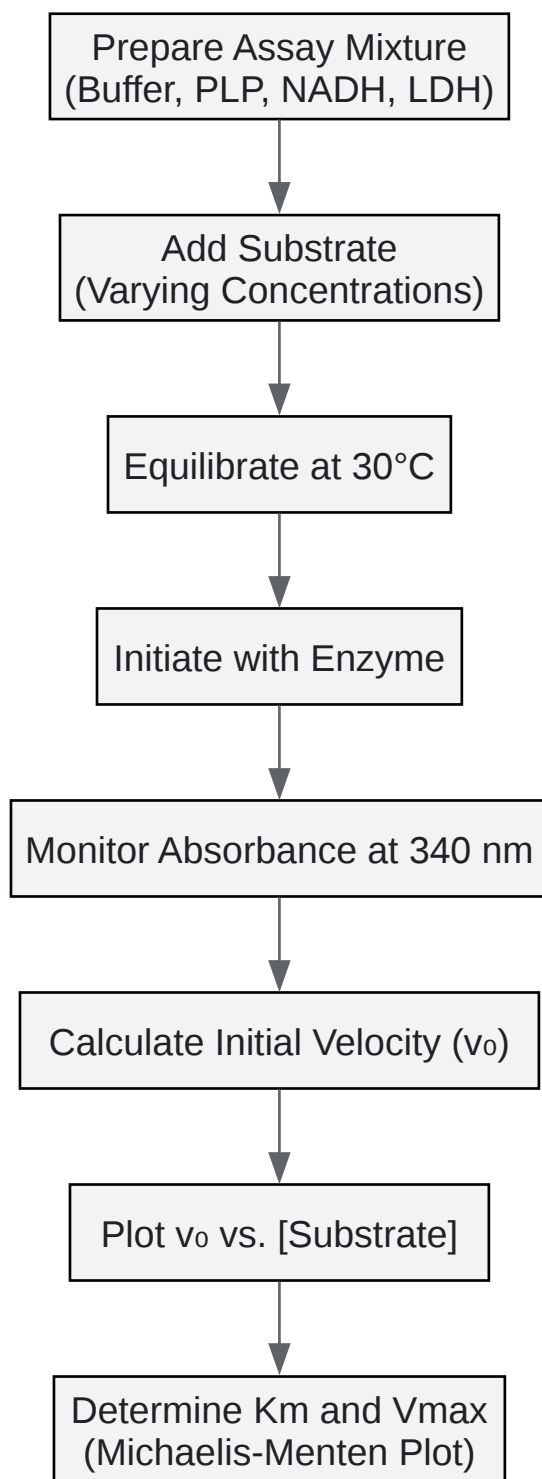 Prepare Assay Mixture
(Buffer, PLP, NADH, LDH)
Add Substrate
(Varying Concentrations)
Equilibrate at 30°C
Initiate with Enzyme
Monitor Absorbance at 340 nm
Calculate Initial Velocity (v₀)
Plot v₀ vs. [Substrate]
Determine Km and Vmax
(Michaelis-Menten Plot)